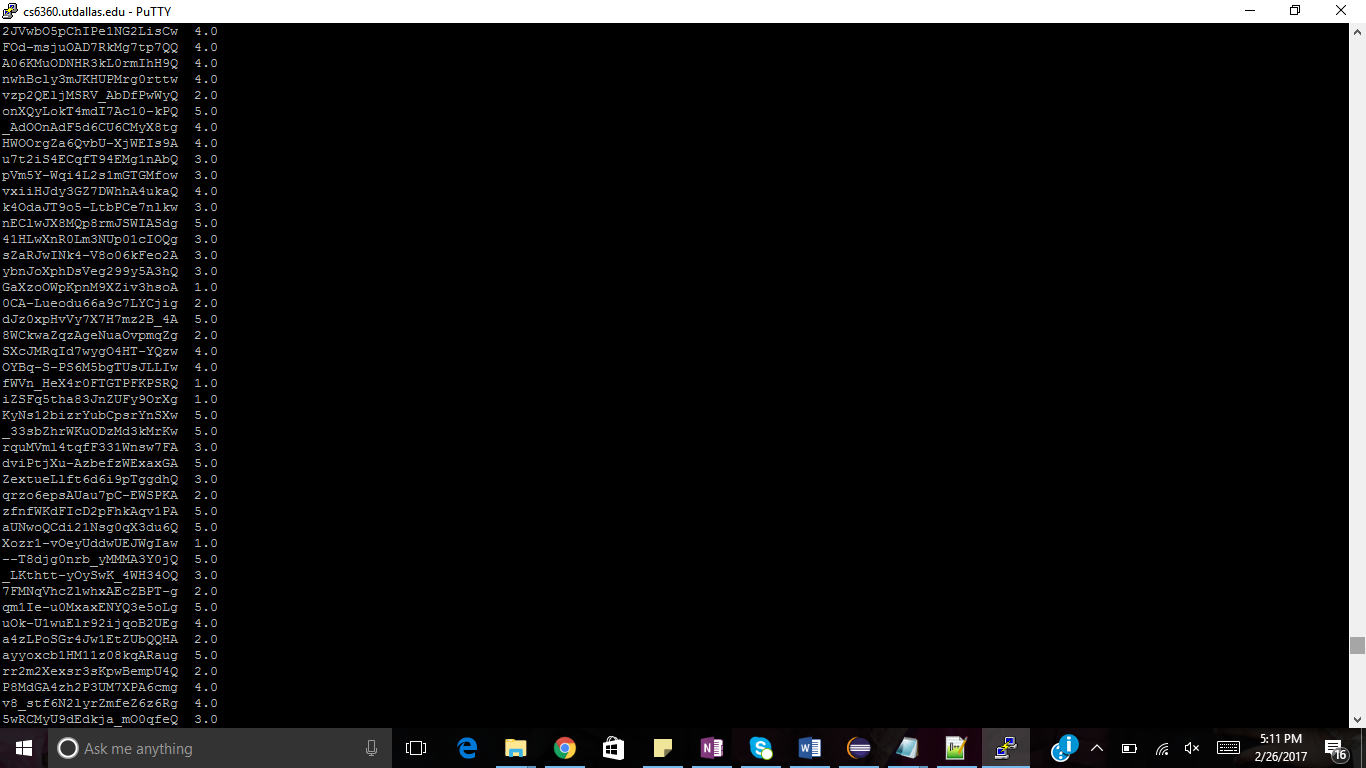 cs6360.utdallas.edu - PuTTY
2JVwbO5pChIPe1NG2LisCw 4.0
FOd-msjuOAD7RkMg7tp7QQ 4.0
A06KMuODNHR3kL0rmIhH9Q 4.0
nwhBcly3mJKHUPMrg0rttw 4.0
vzp2QEljMSRV_AbDfPwWyQ 2.0
onXQyLokT4mdI7Ac10-kPQ 5.0
_AdOOnAdF5d6CU6CMyX8tg 4.0
HWOOrgZa6QvbU-XjWEIs9A 4.0
u7t2iS4ECqfT94EMg1nAbQ 3.0
pVm5Y-Wqi4L2s1mGTGMfow 3.0
vxiiHJdy3GZ7DWhhA4ukaQ 4.0
k4OdaJT9o5-LtbPCe7nlkw 3.0
nEClwJX8MQp8rmJSWIASdg 5.0
41HLwXnR0Lm3NUp01cIOQg 3.0
sZaRJwINk4-V8o06kFeo2A 3.0
ybnJoXphDsVeg299y5A3hQ 3.0
GaXzoOWpKpnM9XZiv3hsoA 1.0
0CA-Lueodu66a9c7LYCjig 2.0
dJz0xpHvVy7X7H7mz2B_4A 5.0
8WCkwaZqzAgeNuaOvpmqZg 2.0
SXcJMRqId7wygO4HT-YQzw 4.0
OYBq-S-PS6M5bgTUsJLLIw 4.0
fWVn_HeX4r0FTGTPFKPSRQ 1.0
iZSFq5tha83JnZUFy9OrXg 1.0
KyNs12bizrYubCpsrYnSXw 5.0
_33sbZhrWKuODzMd3kMrKw 5.0
rquMVml4tqfF331Wnsw7FA 3.0
dviPtjXu-AzbefzWExaxGA 5.0
ZextueLlft6d6i9pTggdhQ 3.0
qrzo6epsAUau7pC-EWSPKA 2.0
zfnfWKdFIcD2pFhkAqv1PA 5.0
aUNwoQCdi21Nsg0qX3du6Q 5.0
Xozr1-vOeyUddwUEJWgIaw 1.0
--T8djg0nrb_yMMMA3Y0jQ 5.0
_LKthtt-yOySwK_4WH34OQ 3.0
7FMNqVhcZlwhxAEcZBPT-g 2.0
qm1Ie-u0MxaxENYQ3e5oLg 5.0
uOk-U1wuElr92ijqoB2UEg 4.0
a4zLPoSGr4Jw1EtZUbQQHA 2.0
ayyoxcb1HM11z08kqARaug 5.0
rr2m2Xexsr3sKpwBempU4Q 2.0
P8MdGA4zh2P3UM7XPA6cmg 4.0
v8_stf6N2lyrZmfeZ6z6Rg 4.0
5wRCMyU9dEdkja_mO0qfeQ 3.0
Ask me anything
5:11 PM
2/26/2017
16